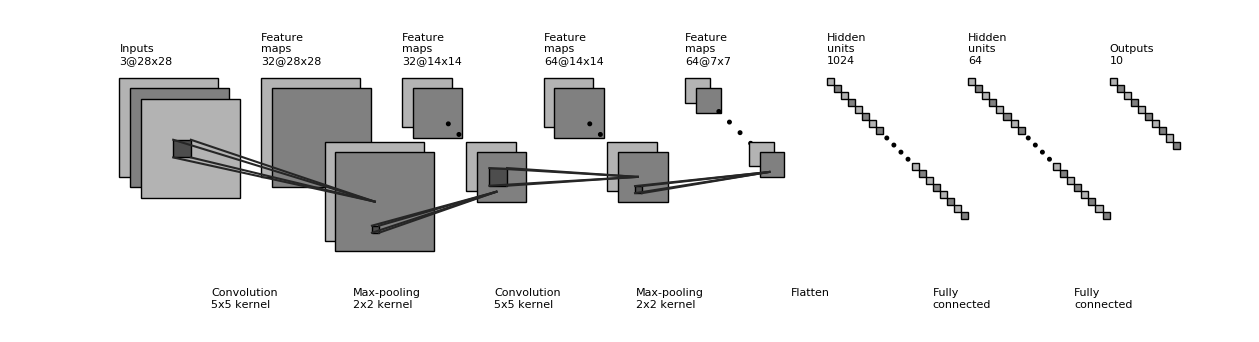 Inputs
3@28x28
Feature
maps
32@28x28
Feature
maps
32@14x14
Feature
maps
64@14x14
Feature
maps
64@7x7
Hidden
units
1024
Hidden
units
64
Outputs
10
Convolution
5x5 kernel
Max-pooling
2x2 kernel
Convolution
5x5 kernel
Max-pooling
2x2 kernel
Flatten
Fully
connected
Fully
connected